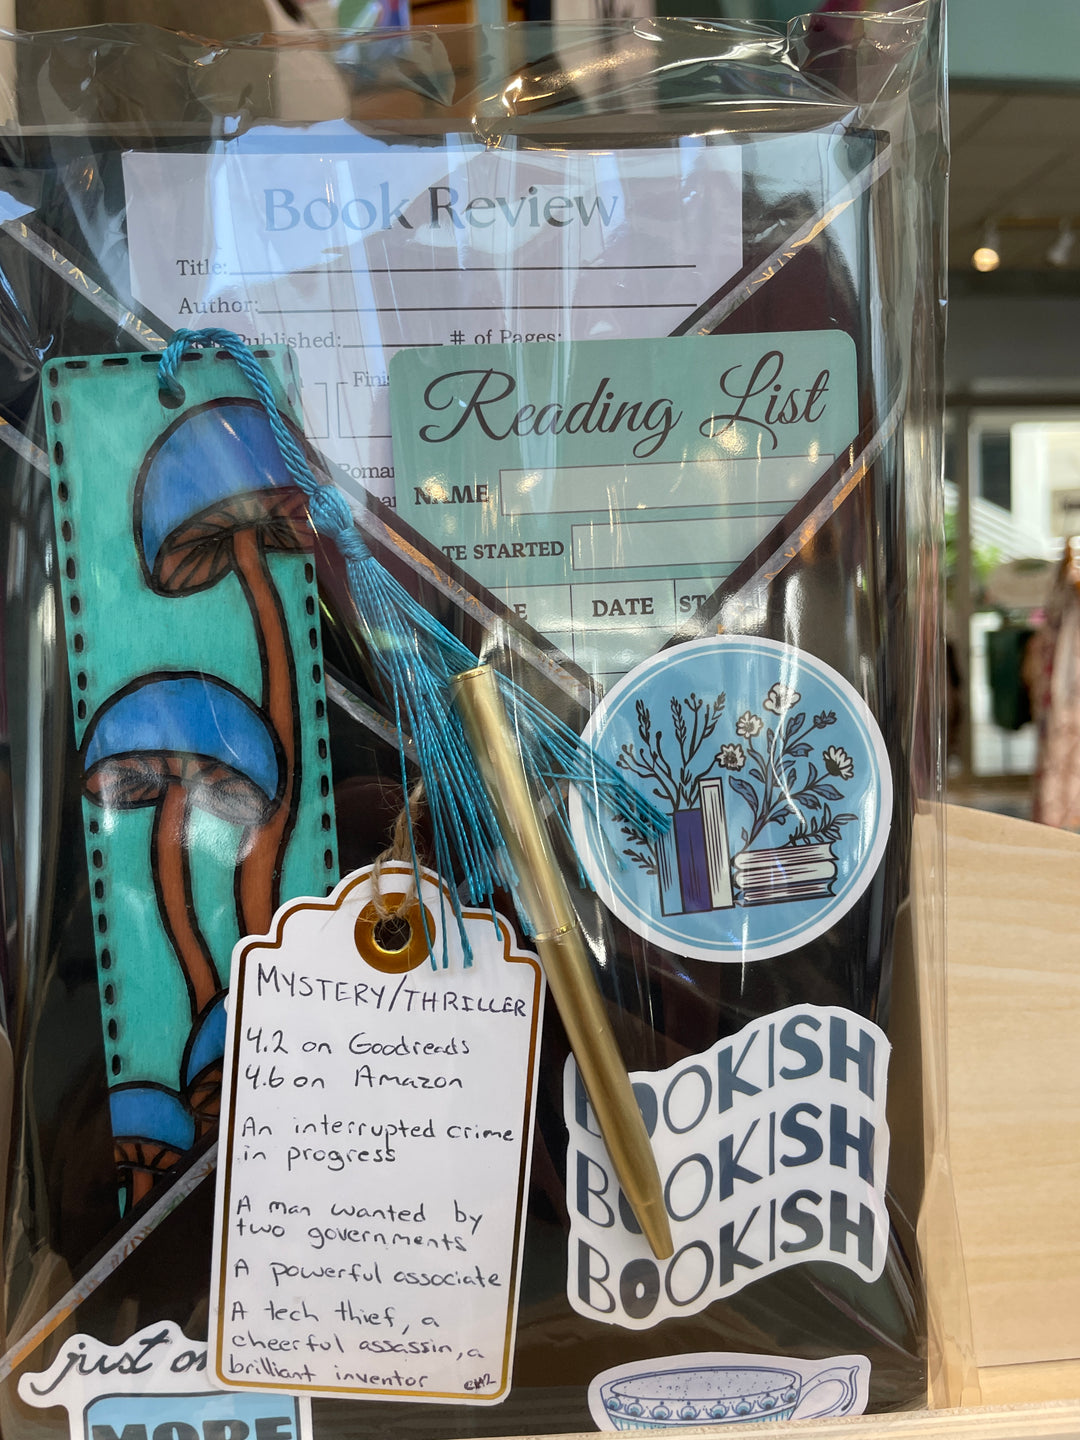 Book Review
Title:
Author:
Published: # of Pages:
Reading List
NAME
STARTED
DATE
MYSTERY/THRILLER
4.2 on Goodreads
4.6 on Amazon
An interrupted crime
in progress
A man wanted by
two governments
A powerful associate
A tech thief, a
cheerful assassin, a
brilliant inventor
BOOKISH
BOOKISH
BOOKISH
just
MORE